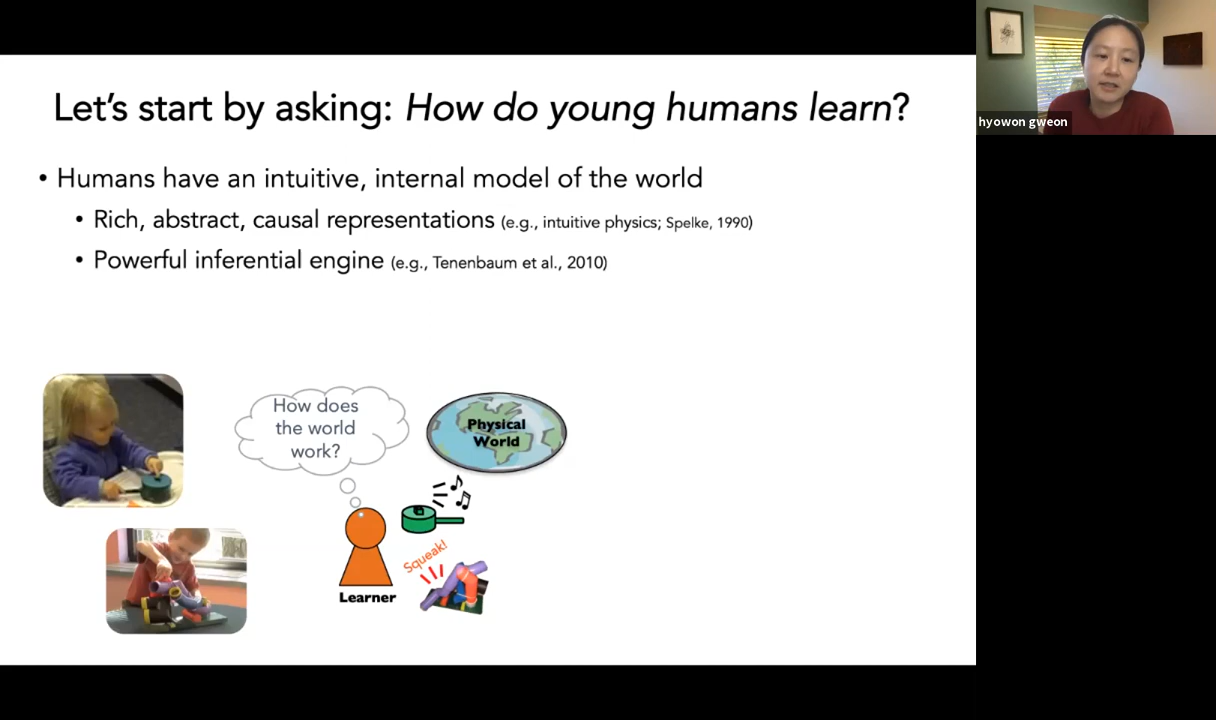 Let's start by asking: How do young humans learn?
• Humans have an intuitive, internal model of the world
• Rich, abstract, causal representations (e.g., intuitive physics; Spelke, 1990)
• Powerful inferential engine (e.g., Tenenbaum et al., 2010)
How does
the world
work?
Physical
World
Squeak!
Learner
hyowon gweon